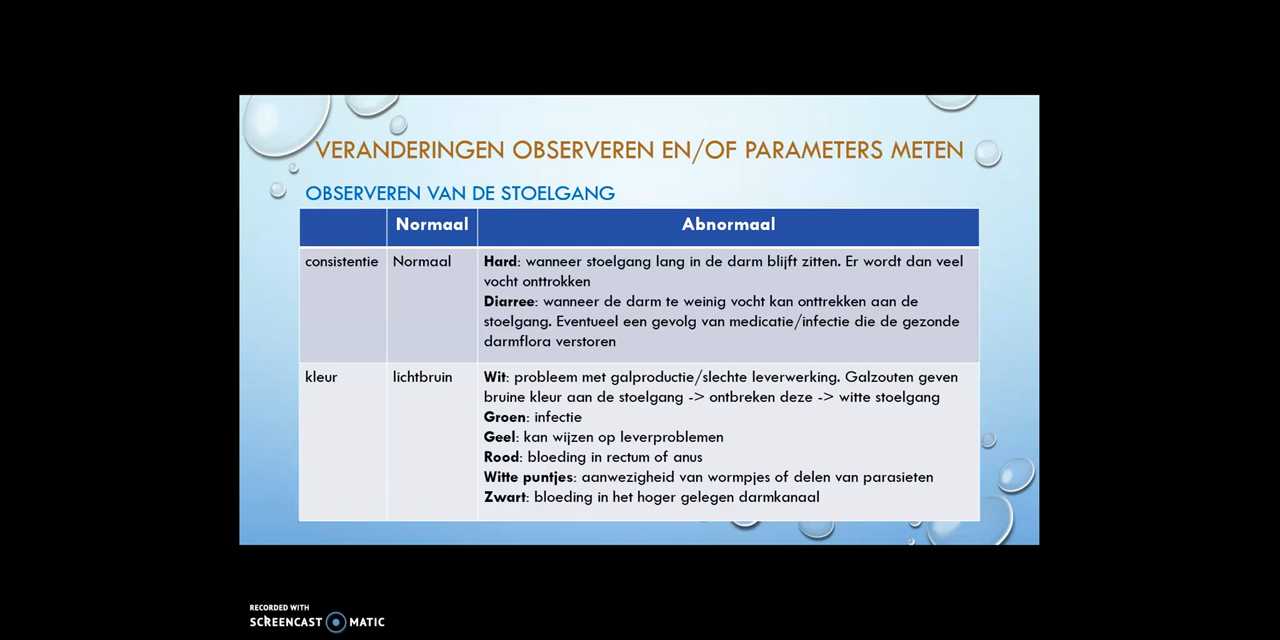 VERANDERINGEN OBSERVEREN EN/OF PARAMETERS METEN
OBSERVEREN VAN DE STOELGANG
Normaal Abnormaal
consistentie Normaal Hard: wanneer stoelgang lang in de darm blijft zitten. Er wordt dan veel
vocht onttrokken
Diarree: wanneer de darm te weinig vocht kan onttrekken aan de
stoelgang. Eventueel een gevolg van medicatie/infectie die de gezonde
darmflora verstoren
kleur lichtbruin Wit: probleem met galproductie/slechte leverwerking. Galzouten geven
bruine kleur aan de stoelgang -> ontbreken deze -> witte stoelgang
Groen: infectie
Geel: kan wijzen op leverproblemen
Rood: bloeding in rectum of anus
Witte puntjes: aanwezigheid van wormpjes of delen van parasieten
Zwart: bloeding in het hoger gelegen darmkanaal
RECORDED WITH
SCREENCAST MATIC